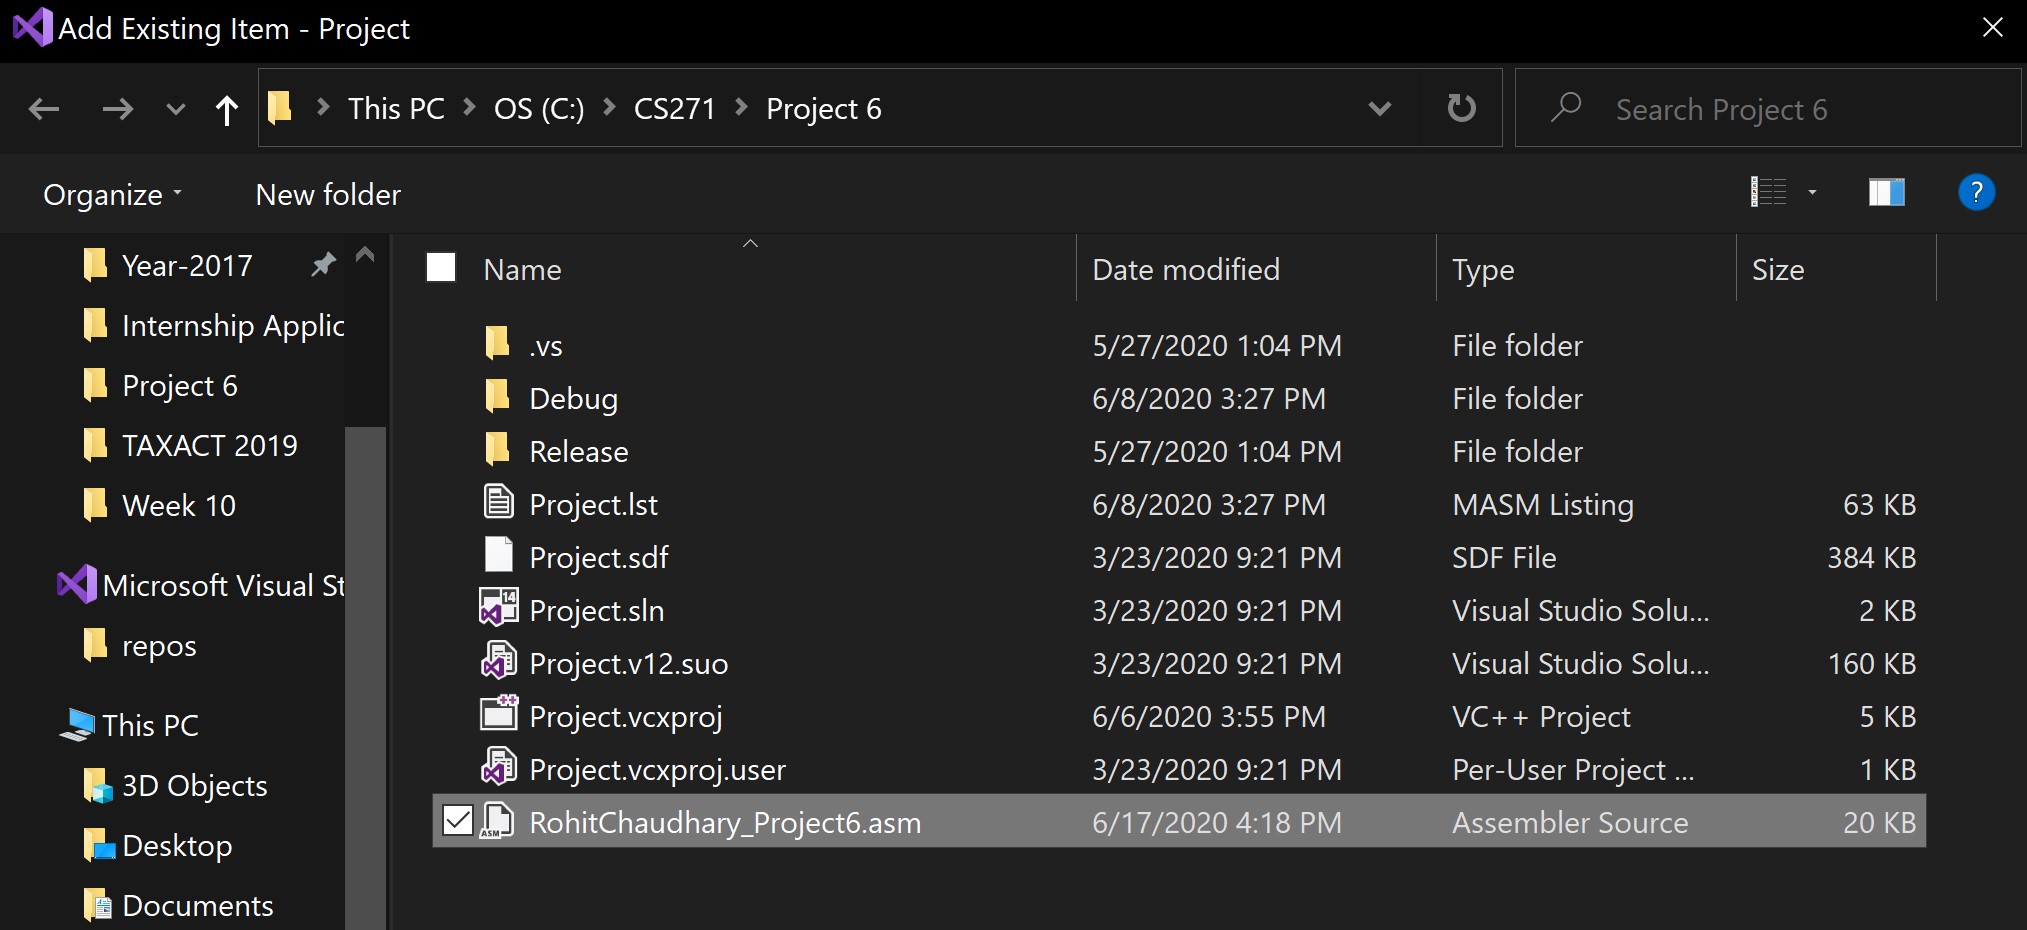 Add Existing Item - Project
This PC > OS (C:) > CS271 > Project 6
Search Project 6
Organize
New folder
?
Year-2017
Internship Applic
Project 6
TAXACT 2019
Week 10
Microsoft Visual St
repos
This PC
3D Objects
Desktop
Documents
Name Date modified Type Size
.vs 5/27/2020 1:04 PM File folder
Debug 6/8/2020 3:27 PM File folder
Release 5/27/2020 1:04 PM File folder
Project.lst 6/8/2020 3:27 PM MASM Listing 63 KB
Project.sdf 3/23/2020 9:21 PM SDF File 384 KB
14 Project.sln 3/23/2020 9:21 PM Visual Studio Solu... 2 KB
Project.v12.suo 3/23/2020 9:21 PM Visual Studio Solu... 160 KB
++ Project.vcxproj 6/6/2020 3:55 PM VC++ Project 5 KB
Project.vcxproj.user 3/23/2020 9:21 PM Per-User Project ... 1 KB
ASM RohitChaudhary_Project6.asm 6/17/2020 4:18 PM Assembler Source 20 KB